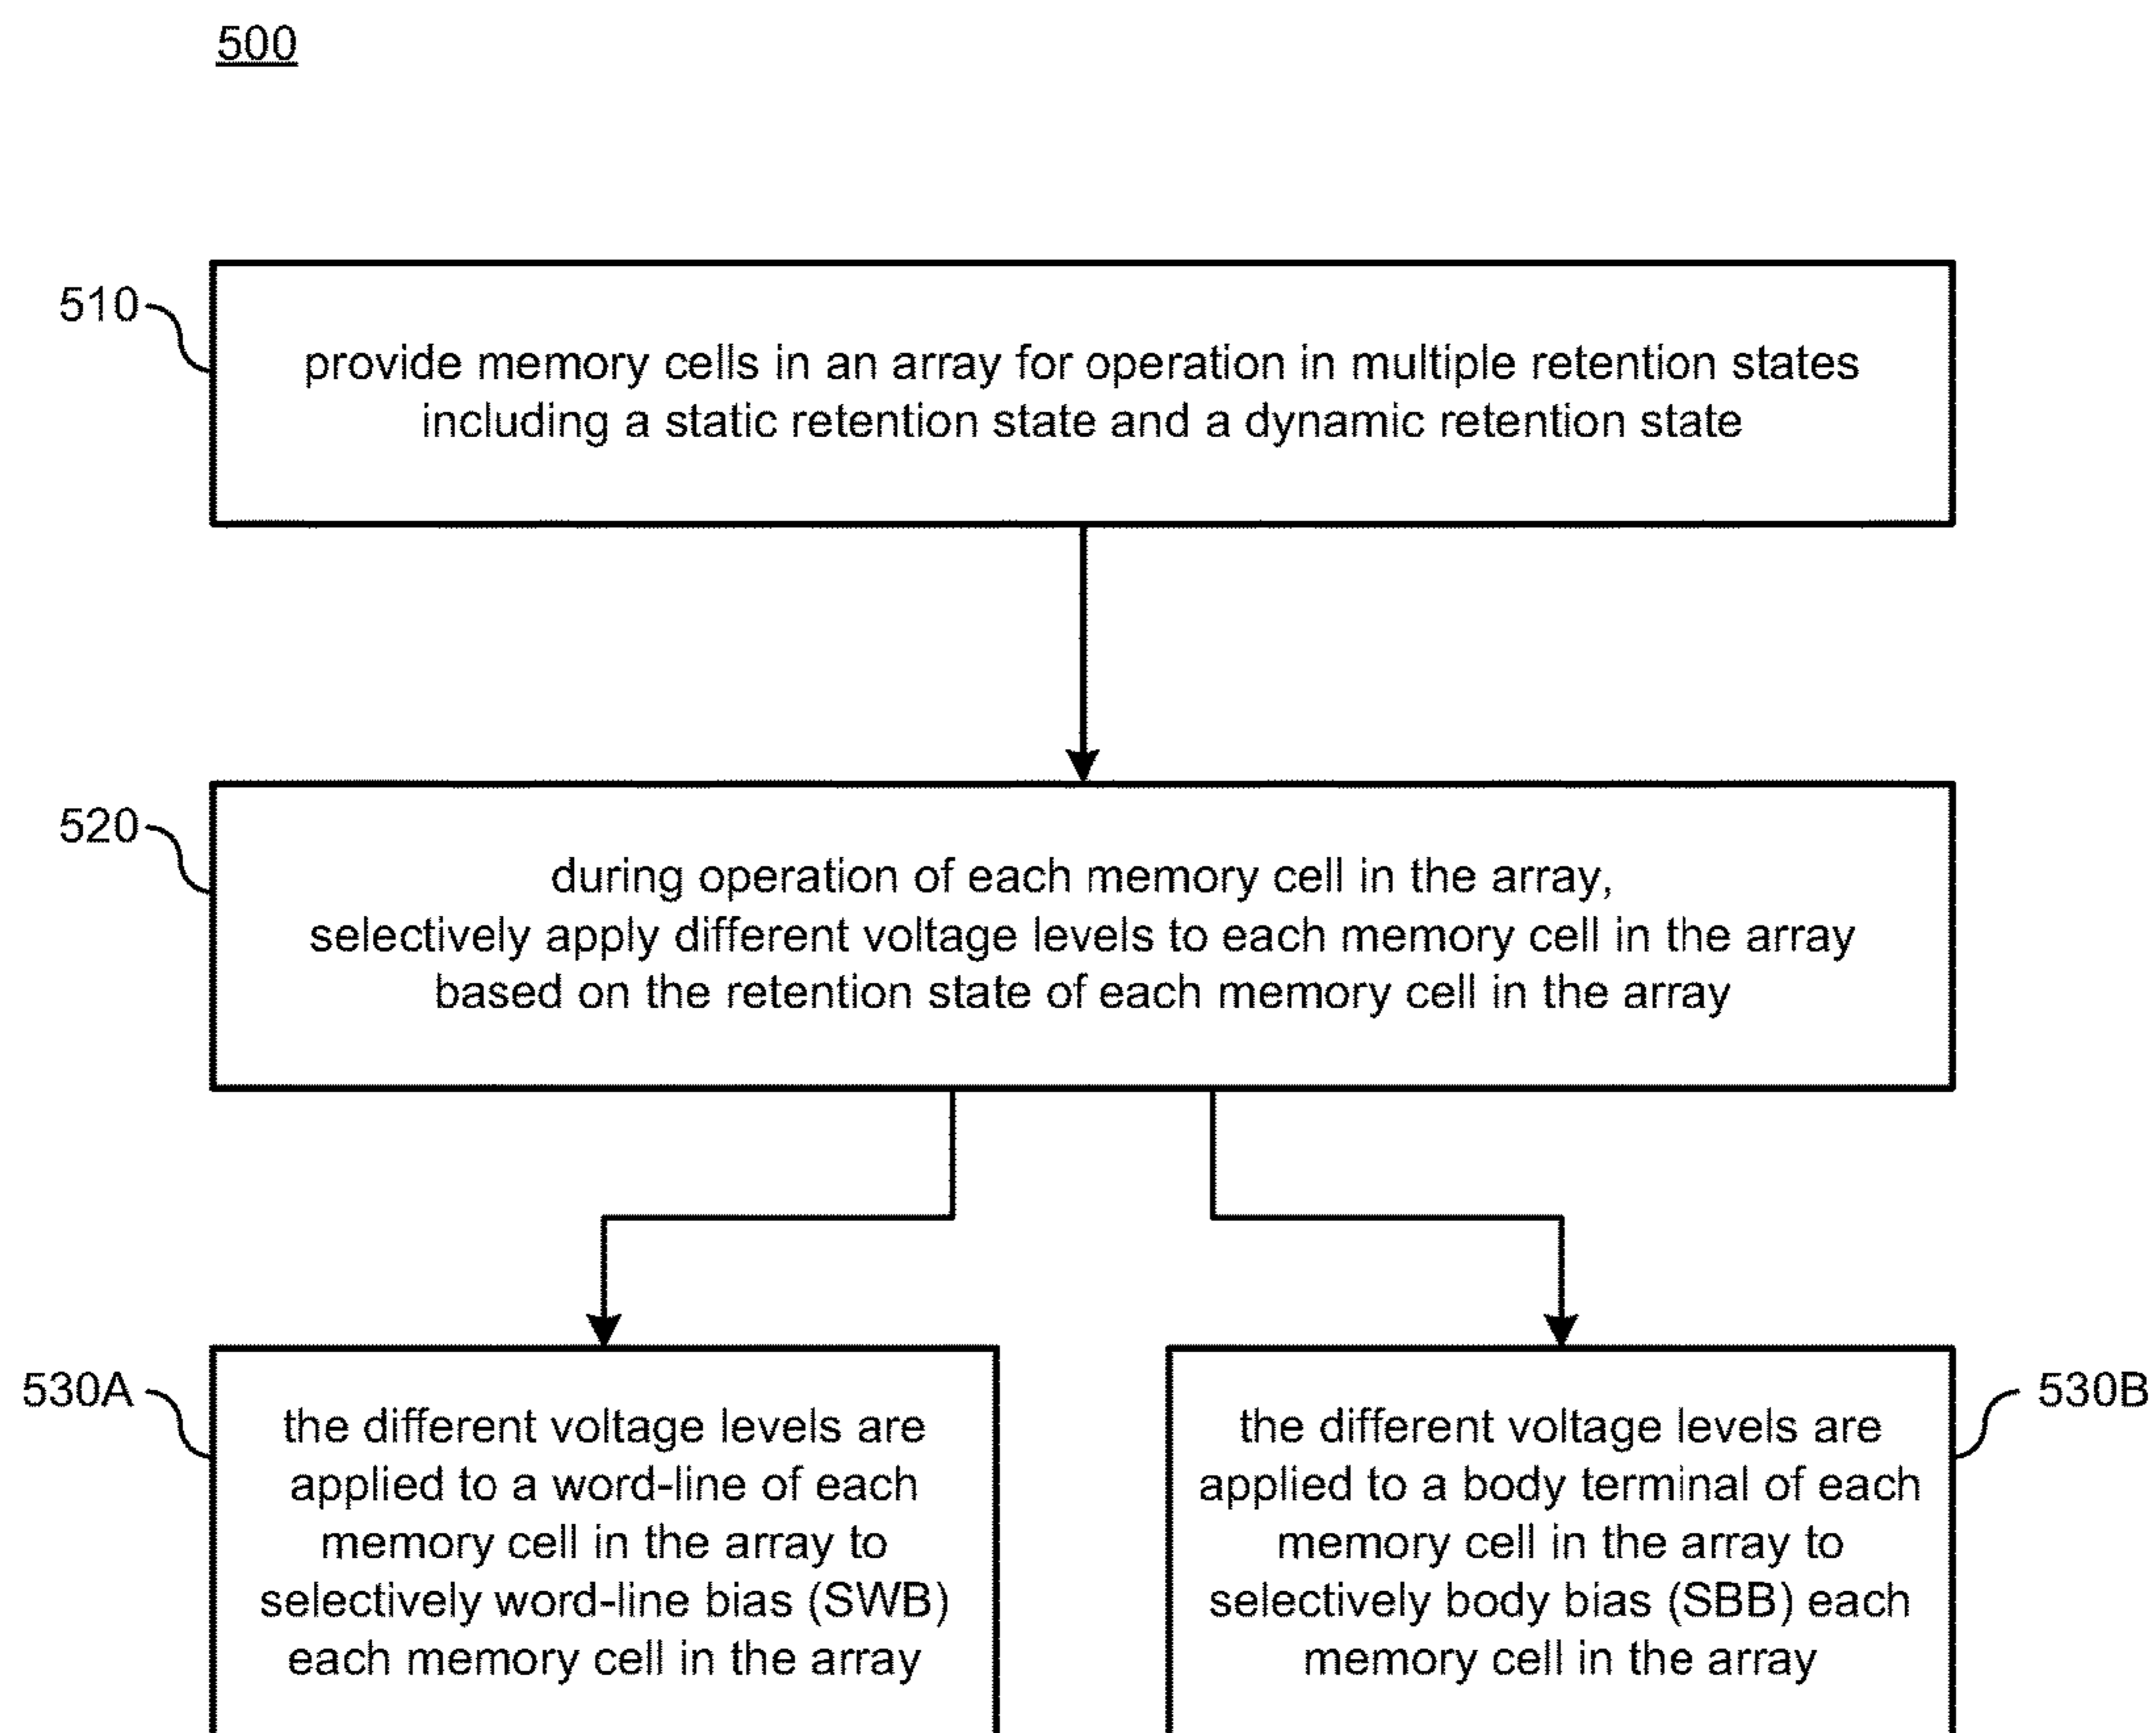 500
510
provide memory cells in an array for operation in multiple retention states
including a static retention state and a dynamic retention state
520
during operation of each memory cell in the array,
selectively apply different voltage levels to each memory cell in the array
based on the retention state of each memory cell in the array
530A
the different voltage levels are
applied to a word-line of each
memory cell in the array to
selectively word-line bias (SWB)
each memory cell in the array
530B
the different voltage levels are
applied to a body terminal of each
memory cell in the array to
selectively body bias (SBB) each
memory cell in the array